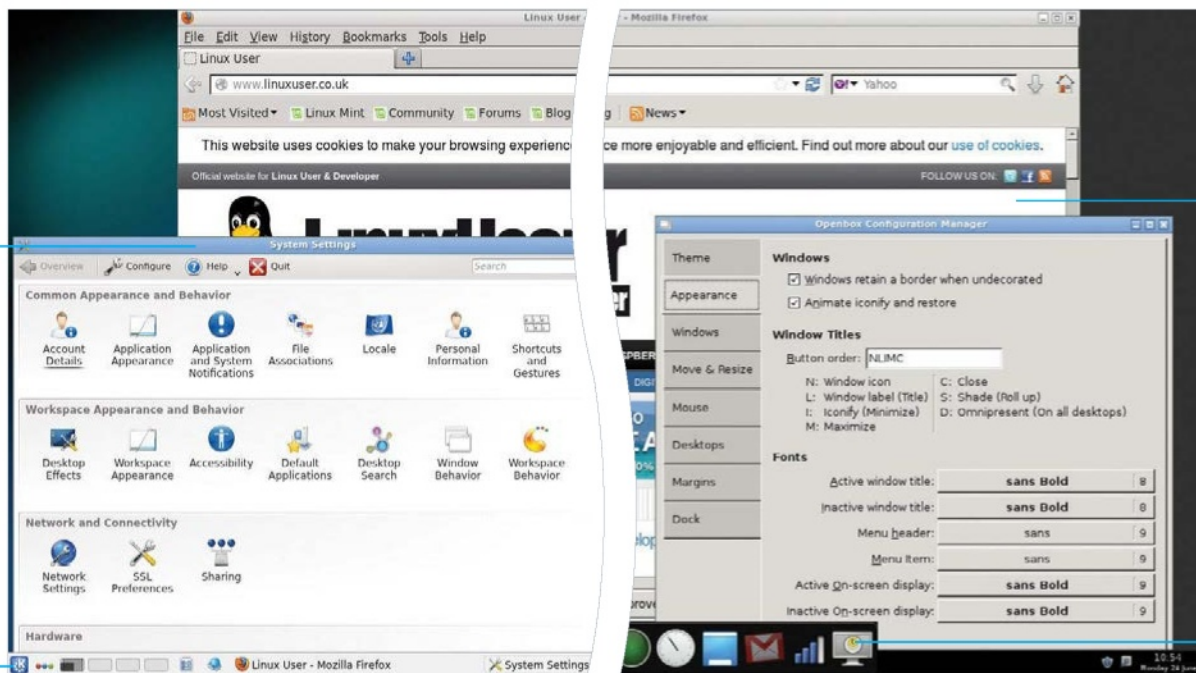 Linux User - Mozilla Firefox
File Edit View History Bookmarks Tools Help
Linux User
www.linuxuser.co.uk
Yahoo
Most Visited Linux Mint Community Forums Blog News
This website uses cookies to make your browsing experience more enjoyable and efficient. Find out more about our use of cookies.
Official website for Linux User & Developer
FOLLOW US ON:
System Settings
Overview Configure Help Quit Search
Common Appearance and Behavior
Account Details
Application Appearance
Application and System Notifications
File Associations
Locale
Personal Information
Shortcuts and Gestures
Workspace Appearance and Behavior
Desktop Effects
Workspace Appearance
Accessibility
Default Applications
Desktop Search
Window Behavior
Workspace Behavior
Network and Connectivity
Network Settings
SSL Preferences
Sharing
Hardware
Linux User - Mozilla Firefox
System Settings
Openbox Configuration Manager
Theme
Appearance
Windows
Move & Resize
Mouse
Desktops
Margins
Dock
Windows
Windows retain a border when undecorated
Animate iconify and restore
Window Titles
Button order: NLIMC
N: Window icon
L: Window label (Title)
I: Iconify (Minimize)
M: Maximize
C: Close
S: Shade (Roll up)
D: Omnipresent (On all desktops)
Fonts
Active window title: sans Bold 8
Inactive window title: sans Bold 8
Menu header: sans 9
Menu Item: sans 9
Active On-screen display: sans Bold 9
Inactive On-screen display: sans Bold 9
10:54